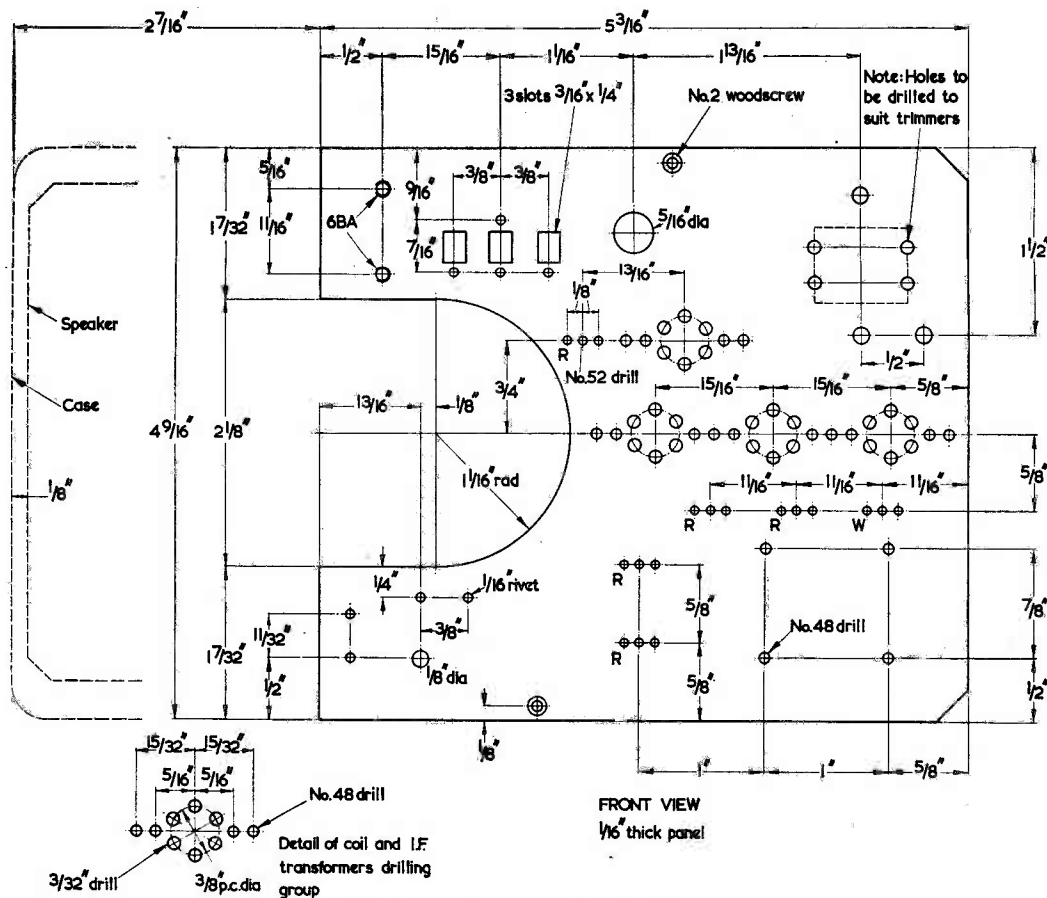 2 7/16"
5 3/16"
1/2"
15/16"
1 1/16"
1 13/16"
3 slots 3/16" x 1/4"
No.2 woodscrew
Note: Holes to
be drilled to
suit trimmers
5/16"
11/16"
1 7/32"
6BA
9/16"
7/16"
3/8"
3/8"
5/16" dia
13/16"
1/8"
R
No.52 drill
3/4"
1 1/2"
1/2"
Speaker
Case
4 9/16"
2 1/8"
1/8"
13/16"
1/8"
1 1/16" rad
15/16"
15/16"
5/8"
5/8"
11/16"
11/16"
11/16"
R
R
W
1/4"
1/16" rivet
3/8"
11/32"
1 7/32"
1/2"
1/8" dia
R
5/8"
R
5/8"
No.48 drill
7/8"
1/2"
1/8"
1"
1"
5/8"
15/32"
15/32"
5/16"
5/16"
No.48 drill
3/32" drill
3/8" p.c.dia
Detail of coil and I.F.
transformers drilling
group
FRONT VIEW
1/16" thick panel